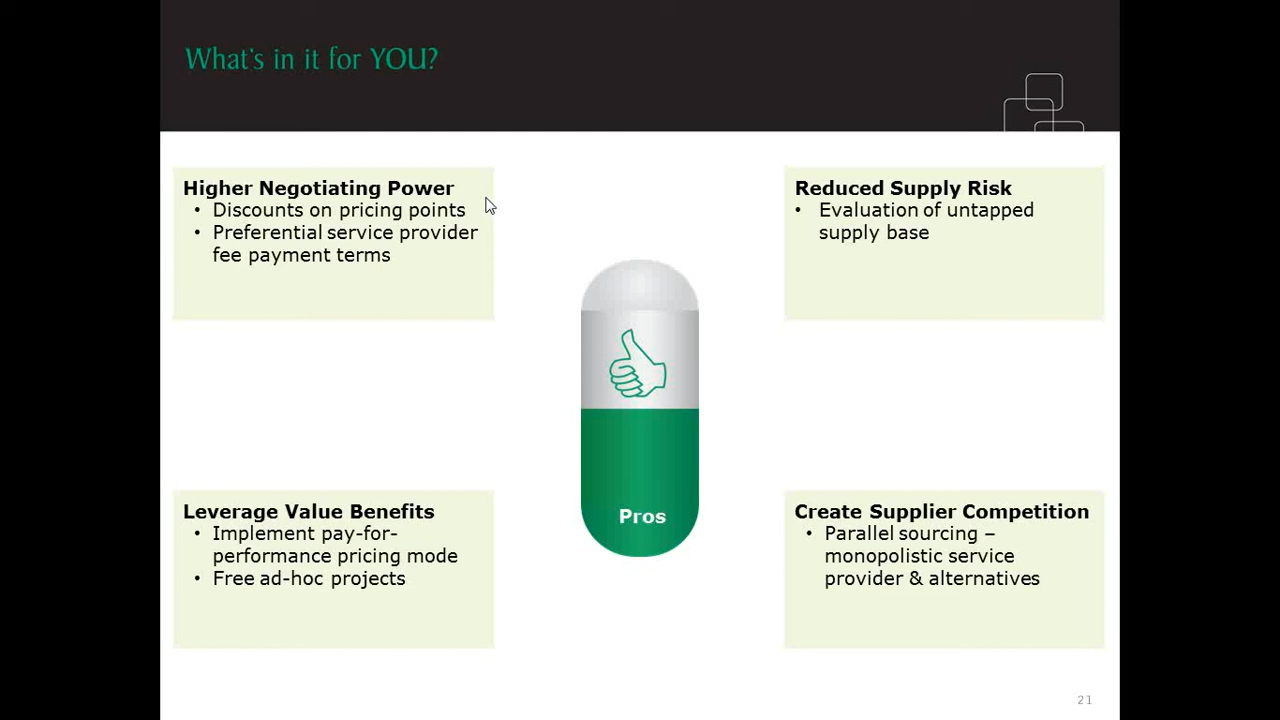 What's in it for YOU?
Higher Negotiating Power
• Discounts on pricing points
• Preferential service provider
fee payment terms
Reduced Supply Risk
• Evaluation of untapped
supply base
Pros
Leverage Value Benefits
• Implement pay-for-
performance pricing mode
• Free ad-hoc projects
Create Supplier Competition
• Parallel sourcing –
monopolistic service
provider & alternatives
21